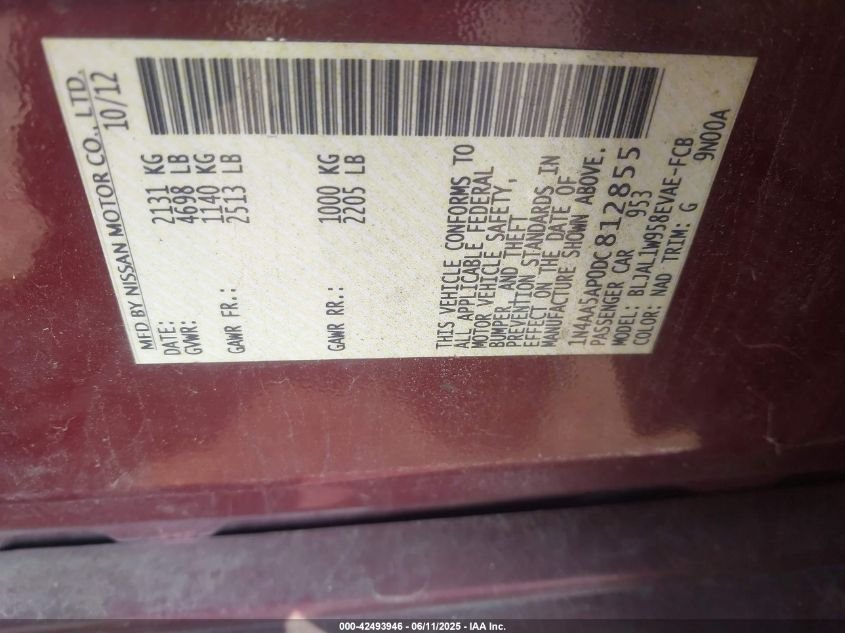 MFD BY NISSAN MOTOR CO., LTD.
DATE: 10/12
GVWR: 2131 KG
4698 LB
GAWR FR.: 1140 KG
2513 LB
GAWR RR.: 1000 KG
2205 LB
THIS VEHICLE CONFORMS TO
ALL APPLICABLE FEDERAL
MOTOR VEHICLE SAFETY,
BUMPER, AND THEFT
PREVENTION STANDARDS IN
EFFECT ON THE DATE OF
MANUFACTURE SHOWN ABOVE.
1N4AA5AP0DC812855
PASSENGER CAR 953
MODEL: BLJAL1W958EVAE-FCB
COLOR: NAD TRIM: G 9N00A
000-42493946 - 06/11/2025 - IAA Inc.